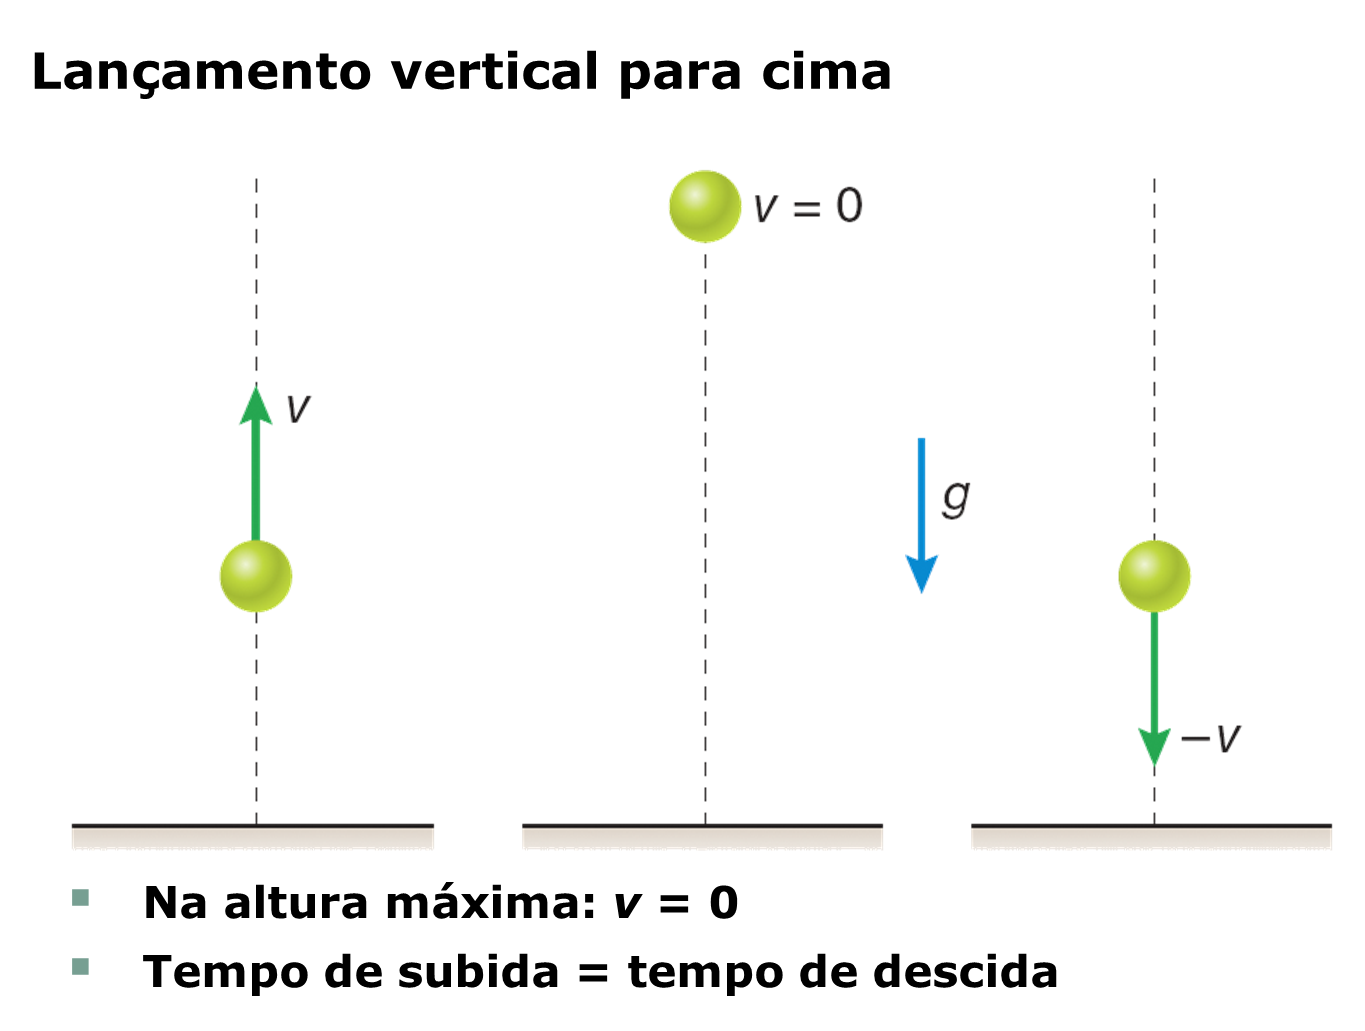 Lançamento vertical para cima
v = 0
v
g
–v
Na altura máxima: v = 0
Tempo de subida = tempo de descida